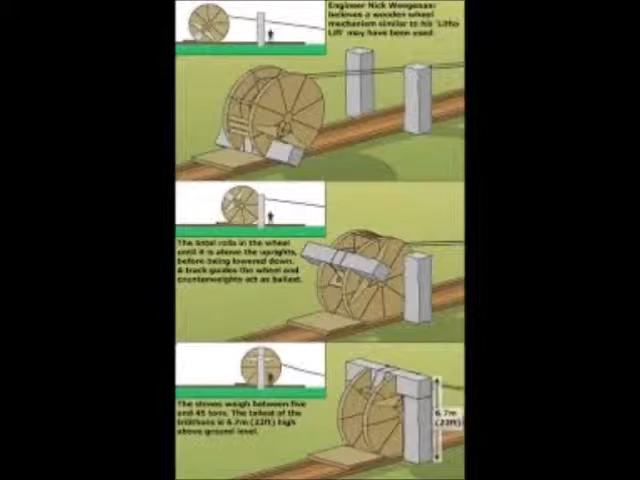 Engineer Nick Weegenaar
believes a wooden wheel
mechanism similar to his 'Litho
Lift' may have been used.
The lintel rolls in the wheel
until it is above the uprights,
before being lowered down.
A track guides the wheel and
counterweights act as ballast.
The stones weigh between five
and 45 tons. The tallest of the
trilithons is 6.7m (22ft) high
above ground level.
6.7m
(22ft)